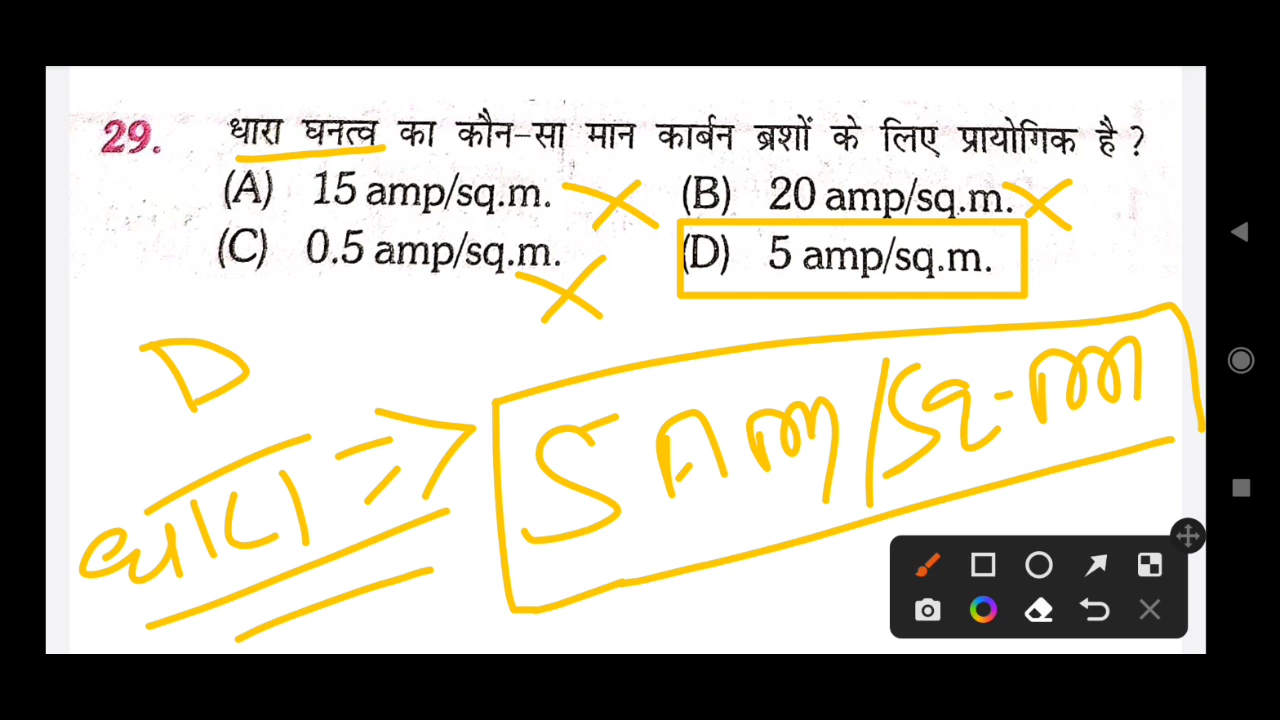 29. धारा घनत्व का कौन-सा मान कार्बन ब्रशों के लिए प्रायोगिक है ?
(A) 15 amp/sq.m. (B) 20 amp/sq.m.
(C) 0.5 amp/sq.m. (D) 5 amp/sq.m.
D
धारा => 5 Amp/sq-m